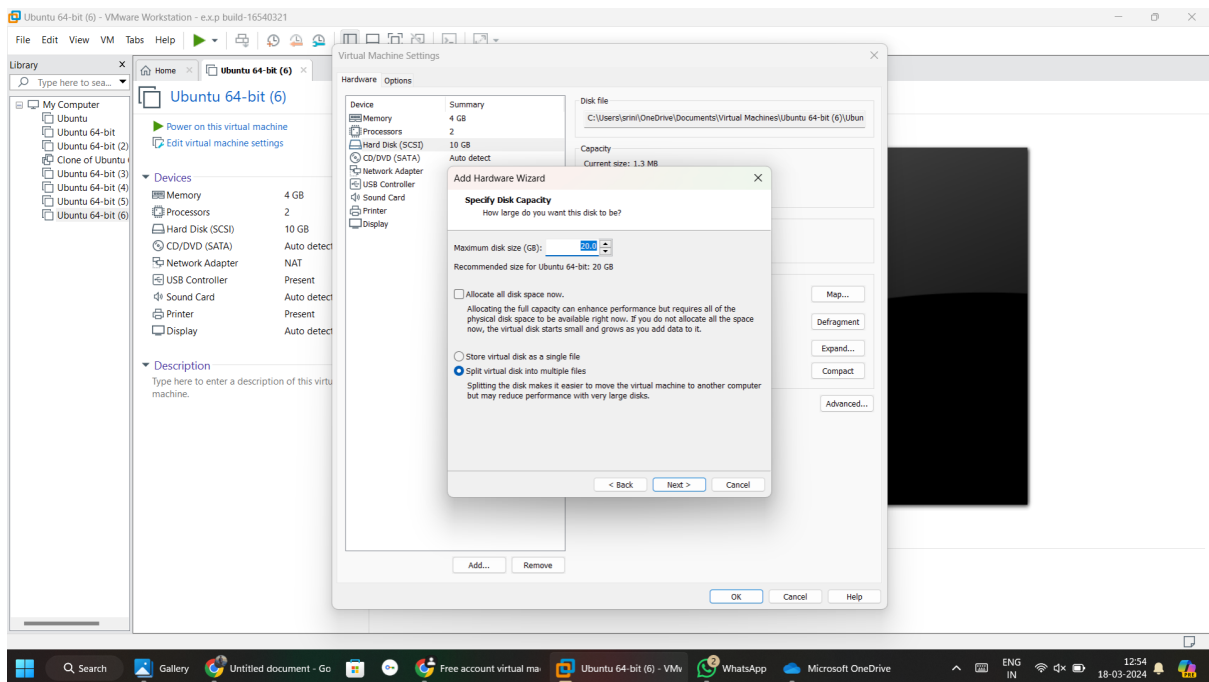 Ubuntu 64-bit (6) - VMware Workstation - e.x.p build-16540321
File Edit View VM Tabs Help
Library X
Type here to sea...
My Computer
Ubuntu
Ubuntu 64-bit
Ubuntu 64-bit (2)
Clone of Ubuntu
Ubuntu 64-bit (3)
Ubuntu 64-bit (4)
Ubuntu 64-bit (5)
Ubuntu 64-bit (6)
Home Ubuntu 64-bit (6)
Ubuntu 64-bit (6)
Power on this virtual machine
Edit virtual machine settings
Devices
Memory 4 GB
Processors 2
Hard Disk (SCSI) 10 GB
CD/DVD (SATA) Auto detect
Network Adapter NAT
USB Controller Present
Sound Card Auto detect
Printer Present
Display Auto detect
Description
Type here to enter a description of this virtu
machine.
Virtual Machine Settings
Hardware Options
Device Summary
Memory 4 GB
Processors 2
Hard Disk (SCSI) 10 GB
CD/DVD (SATA) Auto detect
Network Adapter
USB Controller
Sound Card
Printer
Display
Add... Remove
Disk file
C:\Users\srini\OneDrive\Documents\Virtual Machines\Ubuntu 64-bit (6)\Ubun
Capacity
Current size: 1.3 MB
Map...
Defragment
Expand...
Compact
Advanced...
OK Cancel Help
Add Hardware Wizard
Specify Disk Capacity
How large do you want this disk to be?
Maximum disk size (GB): 20.0
Recommended size for Ubuntu 64-bit: 20 GB
Allocate all disk space now.
Allocating the full capacity can enhance performance but requires all of the
physical disk space to be available right now. If you do not allocate all the space
now, the virtual disk starts small and grows as you add data to it.
Store virtual disk as a single file
Split virtual disk into multiple files
Splitting the disk makes it easier to move the virtual machine to another computer
but may reduce performance with very large disks.
< Back Next > Cancel
Search Gallery Untitled document - Go Free account virtual ma Ubuntu 64-bit (6) - VMw WhatsApp Microsoft OneDrive
ENG
IN
12:54
18-03-2024